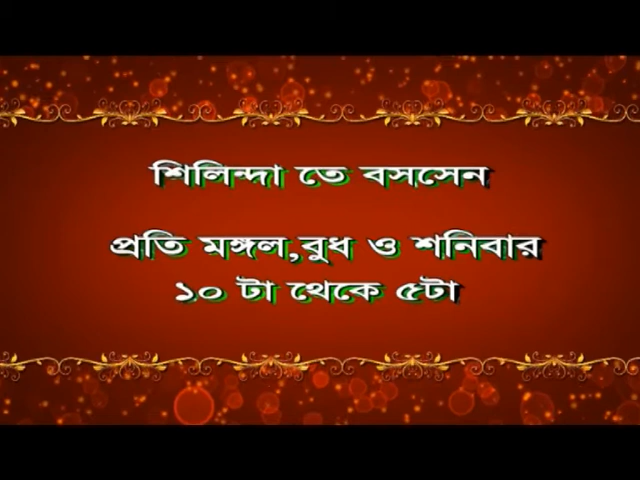 শিলিন্দা তে বসসেন
প্রতি মঙ্গল,বুধ ও শনিবার
১০ টা থেকে ৫টা